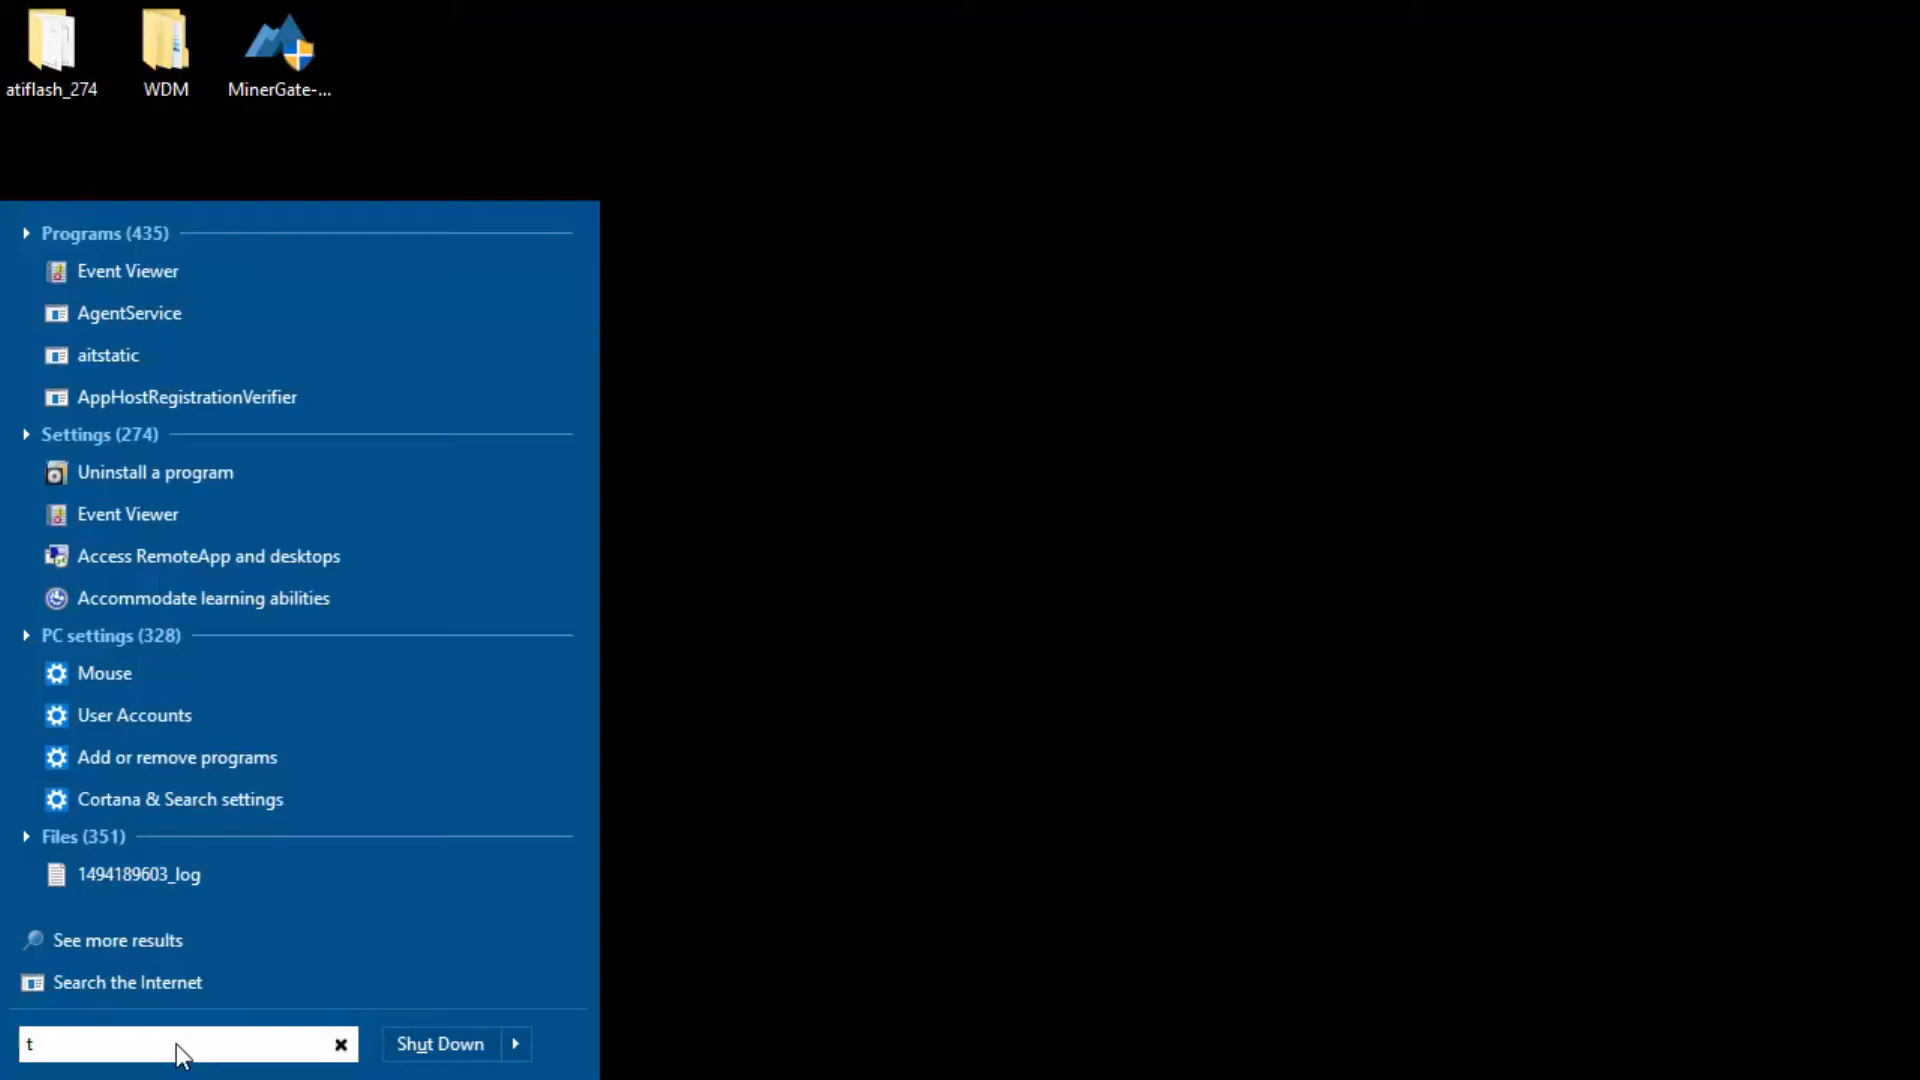 atiflash_274
WDM
MinerGate-...
Programs (435)
Event Viewer
AgentService
aitstatic
AppHostRegistrationVerifier
Settings (274)
Uninstall a program
Event Viewer
Access RemoteApp and desktops
Accommodate learning abilities
PC settings (328)
Mouse
User Accounts
Add or remove programs
Cortana & Search settings
Files (351)
1494189603_log
See more results
Search the Internet
t
Shut Down